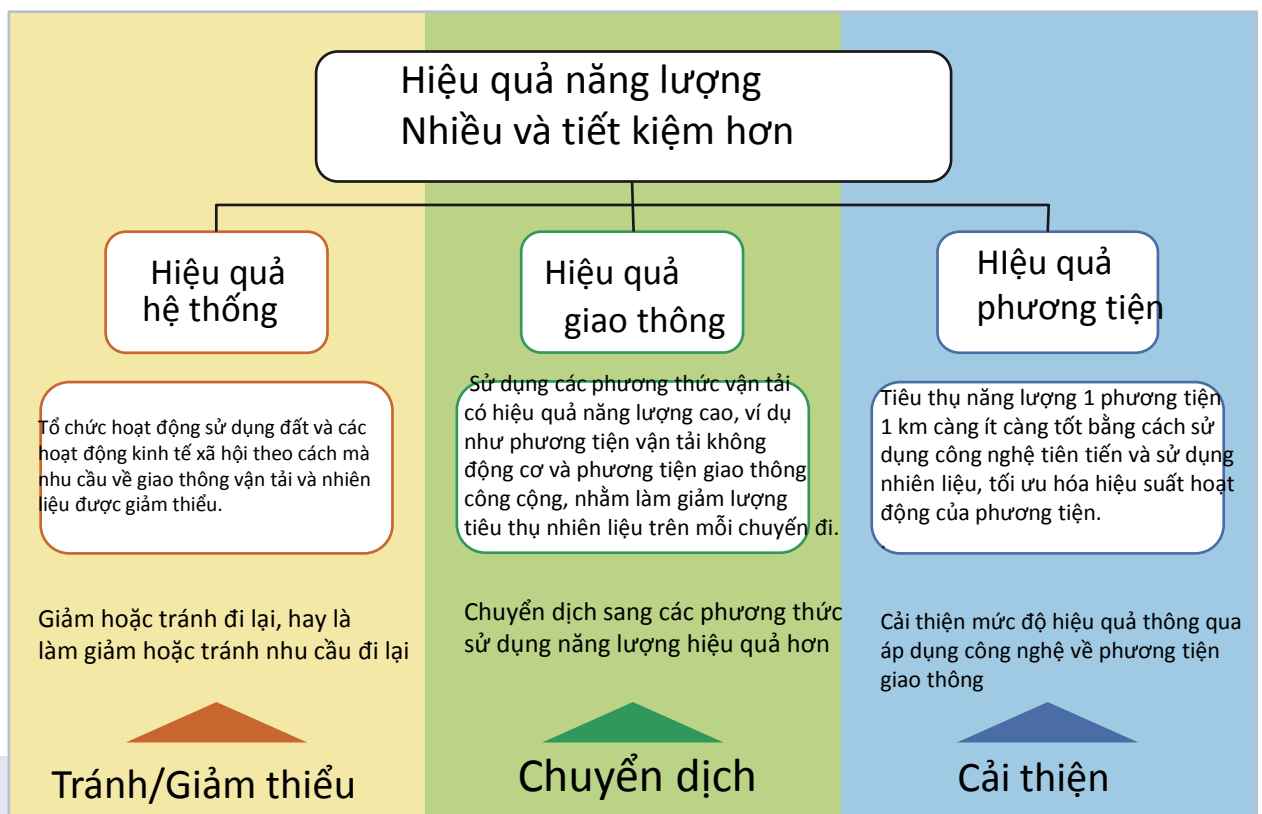 Hiệu quả năng lượng
Nhiều và tiết kiệm hơn
Hiệu quả
hệ thống
Hiệu quả
giao thông
HIệu quả
phương tiện
Tổ chức hoạt động sử dụng đất và các
hoạt động kinh tế xã hội theo cách mà
nhu cầu về giao thông vận tải và nhiên
liệu được giảm thiểu.
Sử dụng các phương thức vận tải
có hiệu quả năng lượng cao, ví dụ
như phương tiện vận tải không
động cơ và phương tiện giao thông
công cộng, nhằm làm giảm lượng
tiêu thụ nhiên liệu trên mỗi chuyến đi.
Tiêu thụ năng lượng 1 phương tiện
1 km càng ít càng tốt bằng cách sử
dụng công nghệ tiên tiến và sử dụng
nhiên liệu, tối ưu hóa hiệu suất hoạt
động của phương tiện.
.
Giảm hoặc tránh đi lại, hay là
làm giảm hoặc tránh nhu cầu đi lại
Chuyển dịch sang các phương thức
sử dụng năng lượng hiệu quả hơn
Cải thiện mức độ hiệu quả thông qua
áp dụng công nghệ về phương tiện
giao thông
Tránh/Giảm thiểu
Chuyển dịch
Cải thiện